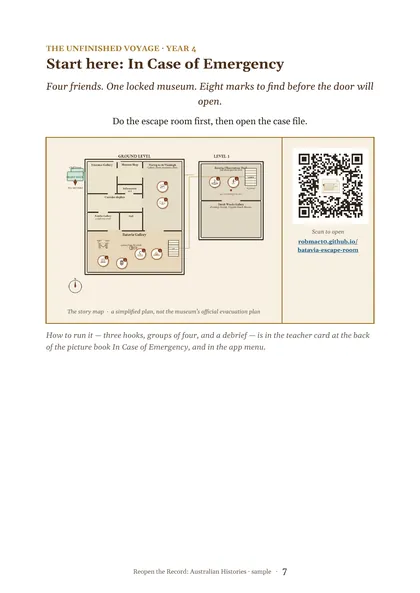 THE UNFINISHED VOYAGE · YEAR 4
Start here: In Case of Emergency
Four friends. One locked museum. Eight marks to find before the door will
open.
Do the escape room first, then open the case file.
GROUND LEVEL
LEVEL 1
Batavia Gallery
The story map · a simplified plan, not the museum's official evacuation plan
Scan to open
robmact0.github.io/
batavia-escape-room
How to run it — three hooks, groups of four, and a debrief — is in the teacher card at the back
of the picture book In Case of Emergency, and in the app menu.
Reopen the Record: Australian Histories · sample · 7